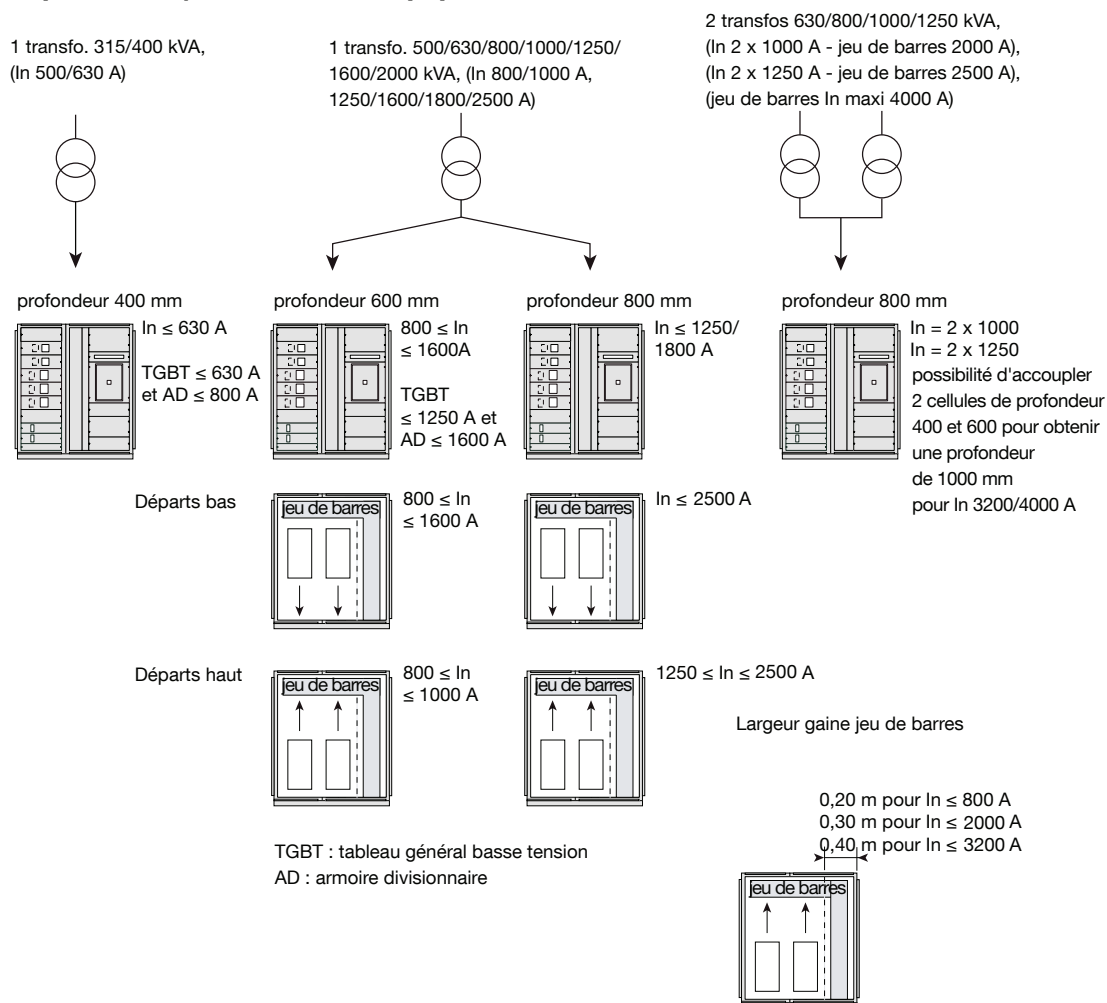 1 transfo. 315/400 kVA,
(In 500/630 A)
1 transfo. 500/630/800/1000/1250/
1600/2000 kVA, (In 800/1000 A,
1250/1600/1800/2500 A)
2 transfos 630/800/1000/1250 kVA,
(In 2 x 1000 A - jeu de barres 2000 A),
(In 2 x 1250 A - jeu de barres 2500 A),
(jeu de barres In maxi 4000 A)
profondeur 400 mm
In ≤ 630 A
TGBT ≤ 630 A
et AD ≤ 800 A
profondeur 600 mm
800 ≤ In
≤ 1600A
TGBT
≤ 1250 A et
AD ≤ 1600 A
profondeur 800 mm
In ≤ 1250/
1800 A
profondeur 800 mm
In = 2 x 1000
In = 2 x 1250
possibilité d'accoupler
2 cellules de profondeur
400 et 600 pour obtenir
une profondeur
de 1000 mm
pour In 3200/4000 A
Départs bas
jeu de barres
800 ≤ In
≤ 1600 A
jeu de barres
In ≤ 2500 A
Départs haut
jeu de barres
800 ≤ In
≤ 1000 A
jeu de barres
1250 ≤ In ≤ 2500 A
Largeur gaine jeu de barres
0,20 m pour In ≤ 800 A
0,30 m pour In ≤ 2000 A
0,40 m pour In ≤ 3200 A
jeu de barres
TGBT : tableau général basse tension
AD : armoire divisionnaire